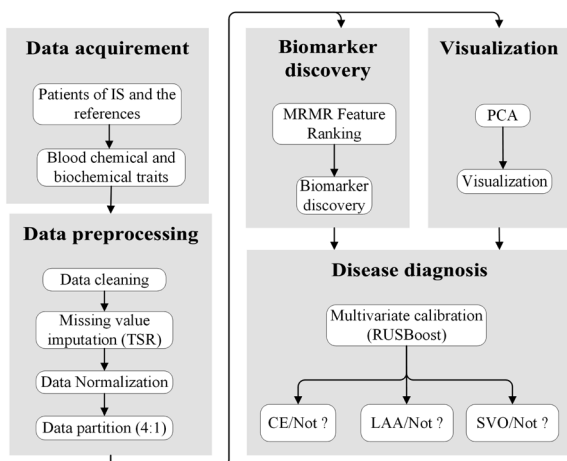 Data acquirement
Patients of IS and the
references
Blood chemical and
biochemical traits
Data preprocessing
Data cleaning
Missing value
imputation (TSR)
Data Normalization
Data partition (4:1)
Biomarker
discovery
MRMR Feature
Ranking
Biomarker
discovery
Visualization
PCA
Visualization
Disease diagnosis
Multivariate calibration
(RUSBoost)
CE/Not ?
LAA/Not ?
SVO/Not ?